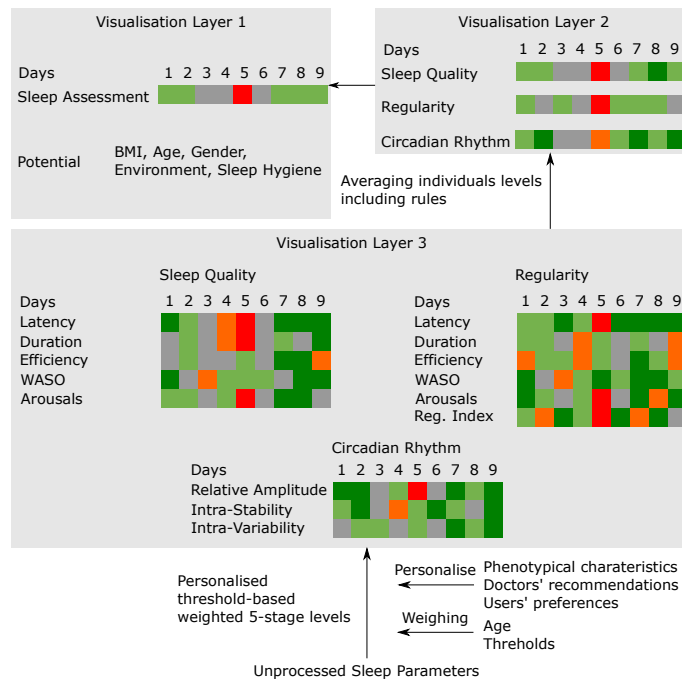 Visualisation Layer 1
Days 1 2 3 4 5 6 7 8 9
Sleep Assessment
Potential BMI, Age, Gender,
Environment, Sleep Hygiene
Visualisation Layer 2
Days 1 2 3 4 5 6 7 8 9
Sleep Quality
Regularity
Circadian Rhythm
Averaging individuals levels
including rules
Visualisation Layer 3
Sleep Quality
Days 1 2 3 4 5 6 7 8 9
Latency
Duration
Efficiency
WASO
Arousals
Regularity
Days 1 2 3 4 5 6 7 8 9
Latency
Duration
Efficiency
WASO
Arousals
Reg. Index
Circadian Rhythm
Days 1 2 3 4 5 6 7 8 9
Relative Amplitude
Intra-Stability
Intra-Variability
Personalised
threshold-based
weighted 5-stage levels
Personalise
Phenotypical charateristics
Doctors' recommendations
Users' preferences
Weighing
Age
Threholds
Unprocessed Sleep Parameters